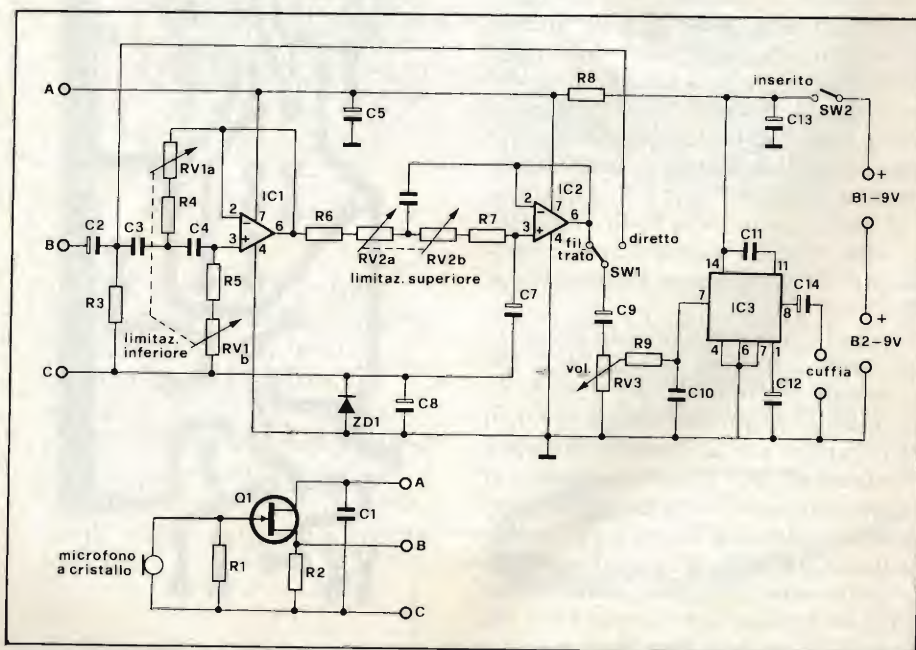 A
B
C
C2
R3
C3
C4
RV1a
R4
R5
RV1
b
limitaz.
inferiore
IC1
2
3
7
6
4
−
+
C5
R6
RV2a
RV2b
R7
limitaz. superiore
C7
ZD1
C8
IC2
2
3
7
6
4
−
+
R8
fil_
trato
diretto
SW1
C9
vol.
RV3
R9
C10
inserito
SW2
C13
C11
14
11
7
IC3
8
C14
4
6
7
1
C12
cuffia
+
B1-9V
+
B2-9V
microfono
a cristallo
R1
Q1
R2
C1
A
B
C